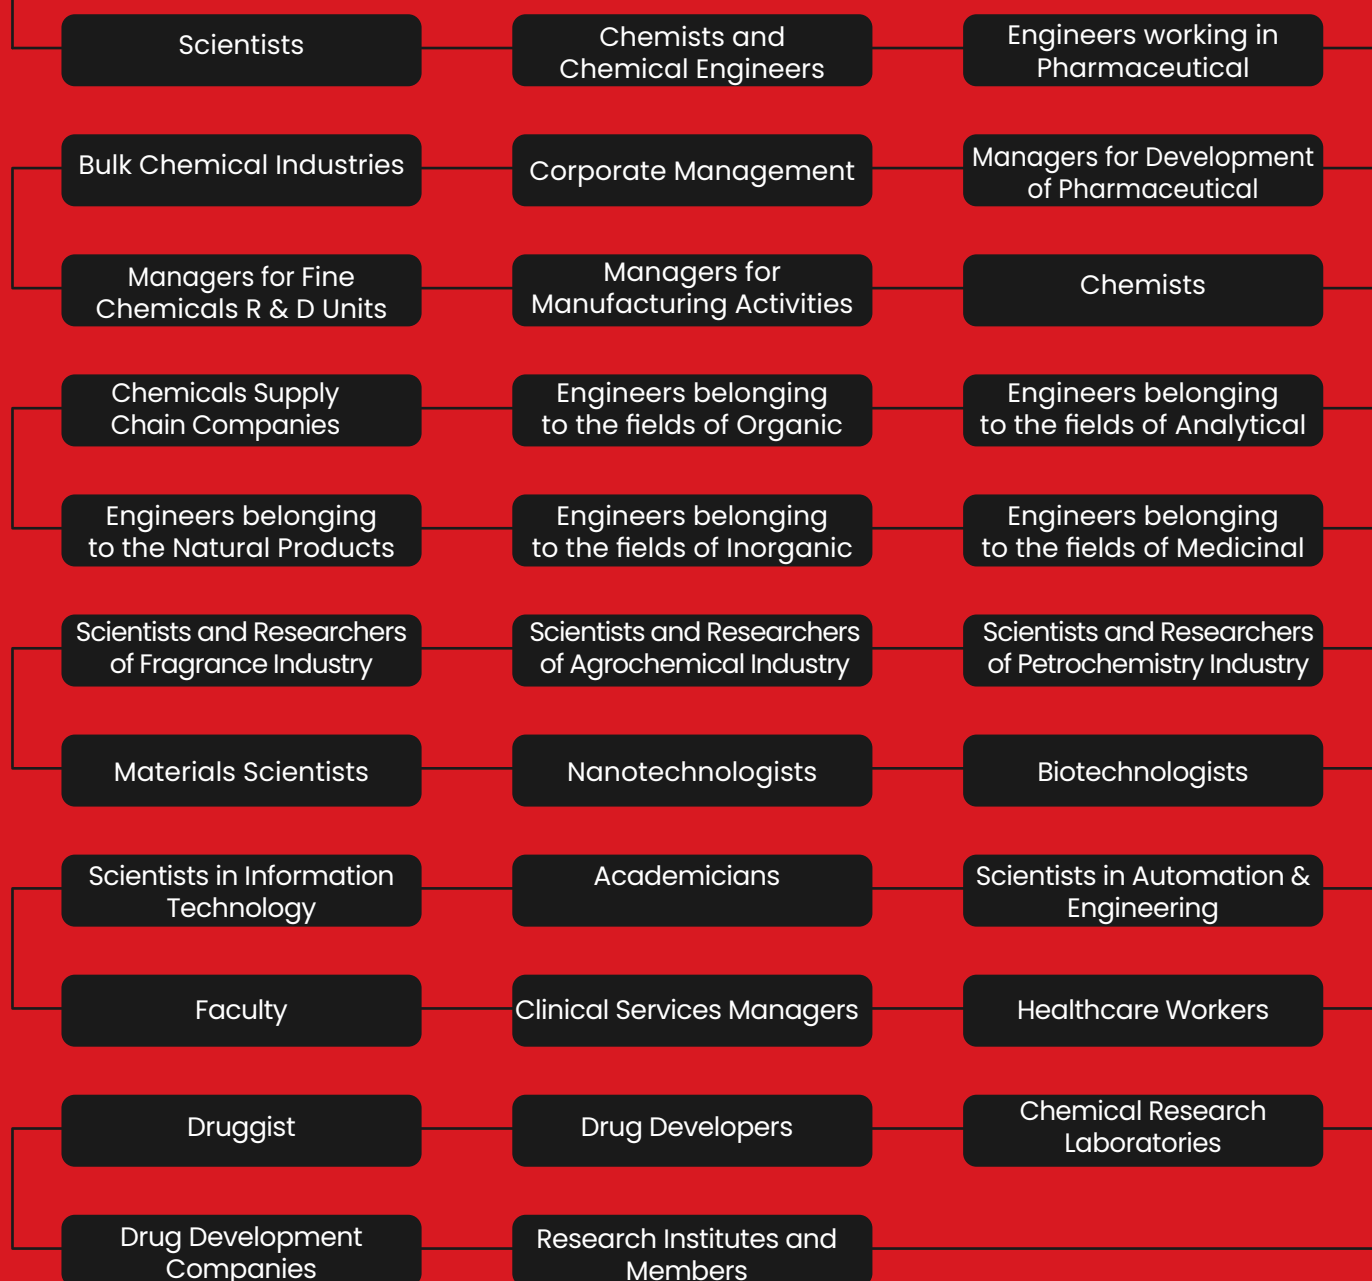 Scientists
Chemists and
Chemical Engineers
Engineers working in
Pharmaceutical
Bulk Chemical Industries
Corporate Management
Managers for Development
of Pharmaceutical
Managers for Fine
Chemicals R & D Units
Managers for
Manufacturing Activities
Chemists
Chemicals Supply
Chain Companies
Engineers belonging
to the fields of Organic
Engineers belonging
to the fields of Analytical
Engineers belonging
to the Natural Products
Engineers belonging
to the fields of Inorganic
Engineers belonging
to the fields of Medicinal
Scientists and Researchers
of Fragrance Industry
Scientists and Researchers
of Agrochemical Industry
Scientists and Researchers
of Petrochemistry Industry
Materials Scientists
Nanotechnologists
Biotechnologists
Scientists in Information
Technology
Academicians
Scientists in Automation &
Engineering
Faculty
Clinical Services Managers
Healthcare Workers
Druggist
Drug Developers
Chemical Research
Laboratories
Drug Development
Companies
Research Institutes and
Members